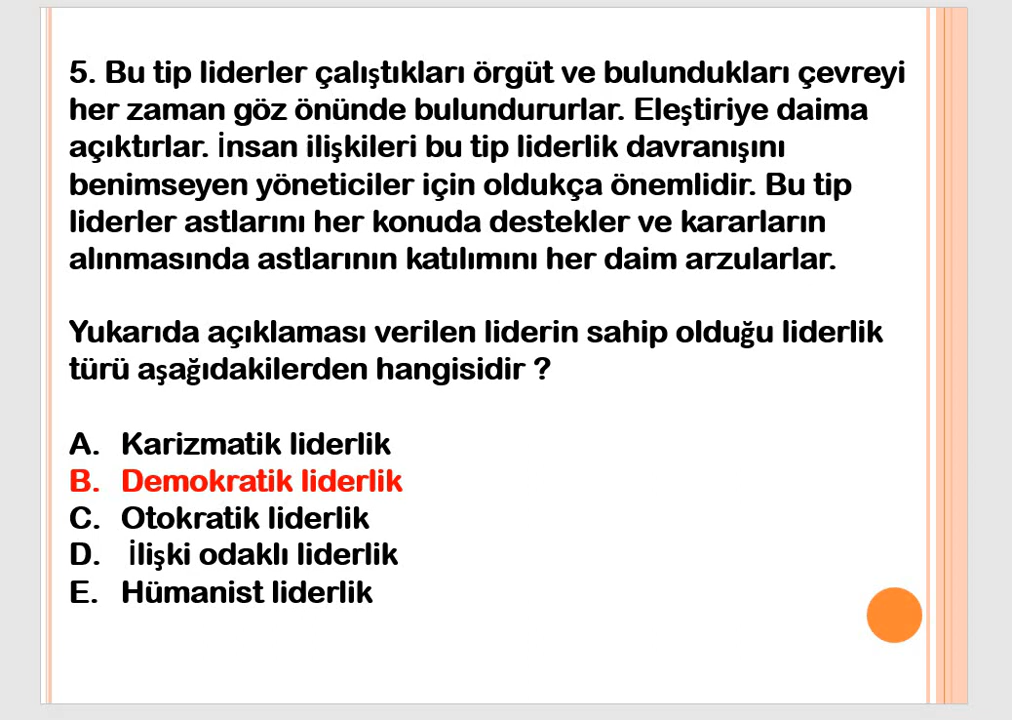 5. Bu tip liderler çalıştıkları örgüt ve bulundukları çevreyi
her zaman göz önünde bulundururlar. Eleştiriye daima
açıktırlar. İnsan ilişkileri bu tip liderlik davranışını
benimseyen yöneticiler için oldukça önemlidir. Bu tip
liderler astlarını her konuda destekler ve kararların
alınmasında astlarının katılımını her daim arzularlar.
Yukarıda açıklaması verilen liderin sahip olduğu liderlik
türü aşağıdakilerden hangisidir ?
A. Karizmatik liderlik
B. Demokratik liderlik
C. Otokratik liderlik
D. İlişki odaklı liderlik
E. Hümanist liderlik